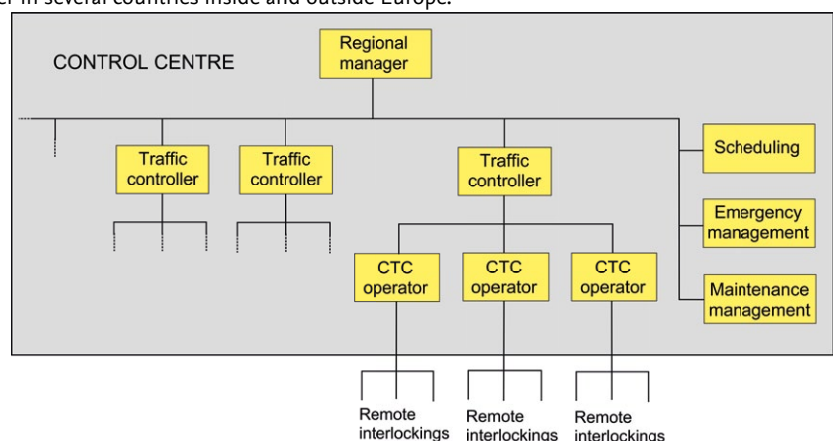 er in several countries inside and outside Europe.
CONTROL CENTRE
Regional
manager
Traffic
controller
Traffic
controller
Traffic
controller
Scheduling
Emergency
management
CTC
operator
CTC
operator
CTC
operator
Maintenance
management
Remote
interlockings
Remote
interlockings
Remote
interlockings